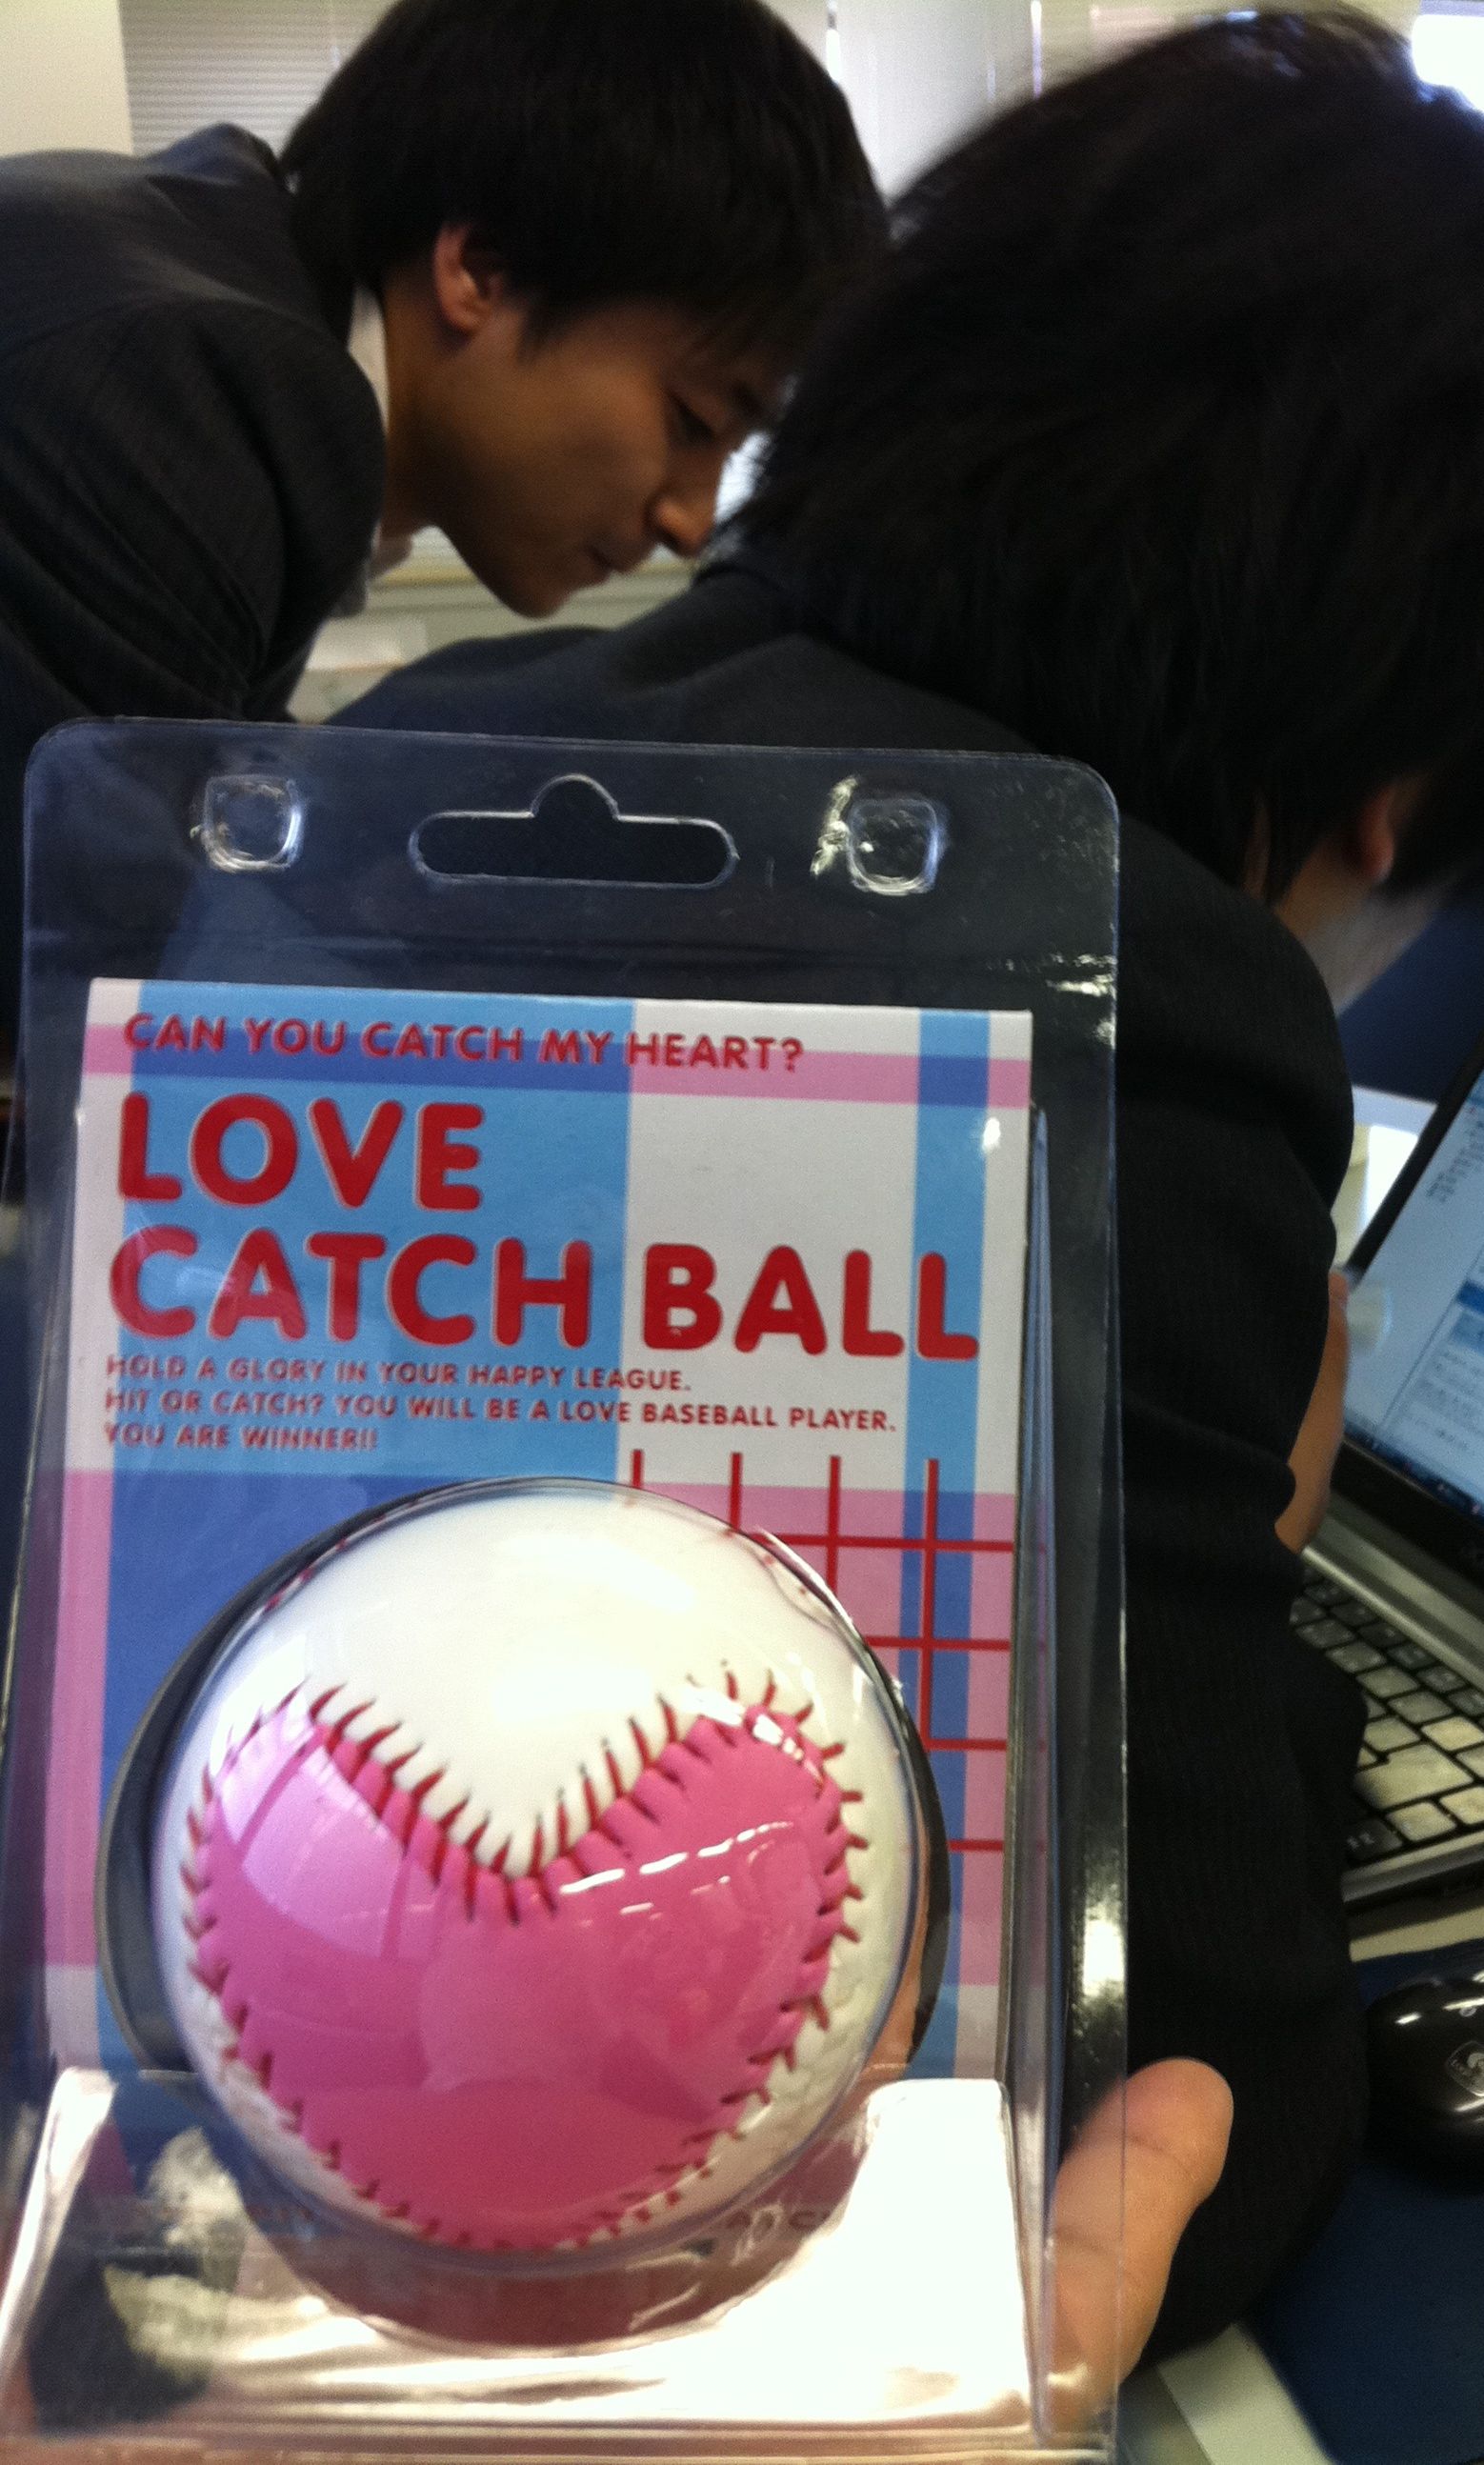 CAN YOU CATCH MY HEART?
LOVE
CATCH BALL
HOLD A GLORY IN YOUR HAPPY LEAGUE.
HIT OR CATCH? YOU WILL BE A LOVE BASEBALL PLAYER.
YOU ARE WINNER!!